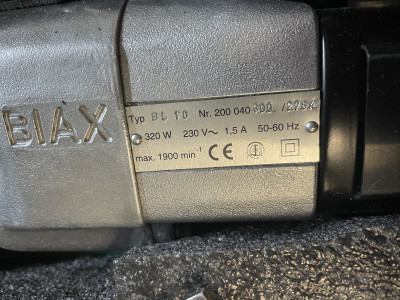 BIAX
Typ BL 10 Nr. 200 040 300
320 W 230 V~ 1.5 A 50-60 Hz
max. 1900 min⁻¹ CE